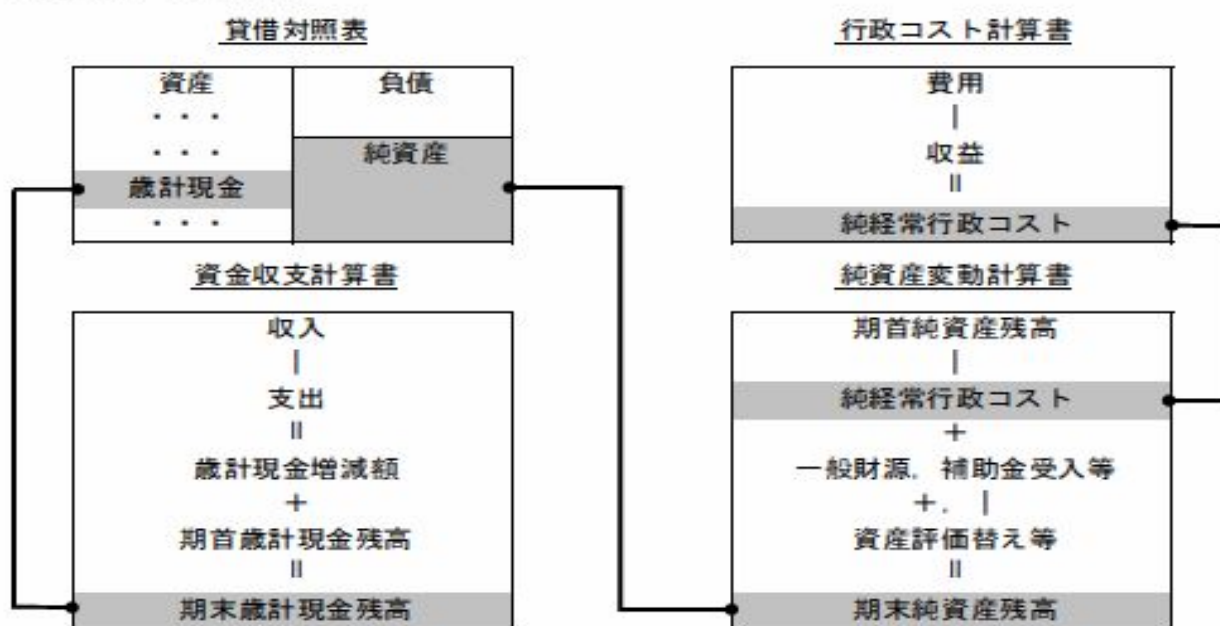 貸借対照表
資産
・・・
・・・
歳計現金
・・・
負債
純資産
行政コスト計算書
費用
|
収益
॥
純経常行政コスト
資金収支計算書
収入
|
支出
॥
歳計現金増減額
+
期首歳計現金残高
॥
期末歳計現金残高
純資産変動計算書
期首純資産残高
|
純経常行政コスト
+
一般財源，補助金受入等
+．|
資産評価替え等
॥
期末純資産残高